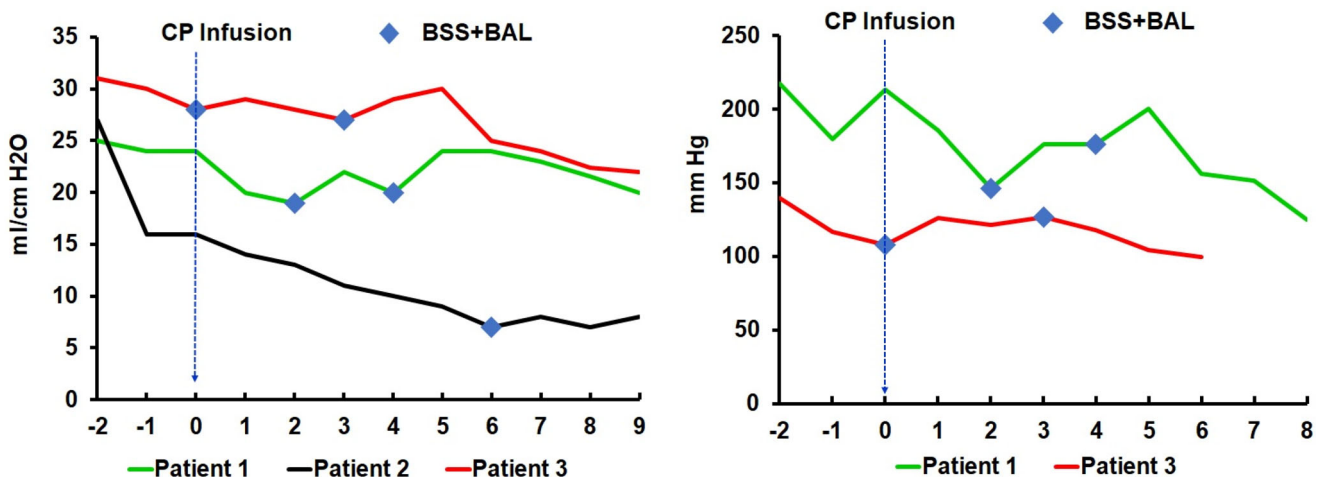 CP Infusion
BSS+BAL
35
30
25
20
15
10
5
0
ml/cm H2O
-2 -1 0 1 2 3 4 5 6 7 8 9
Patient 1 Patient 2 Patient 3
CP Infusion
BSS+BAL
250
200
150
100
50
0
mm Hg
-2 -1 0 1 2 3 4 5 6 7 8
Patient 1 Patient 3